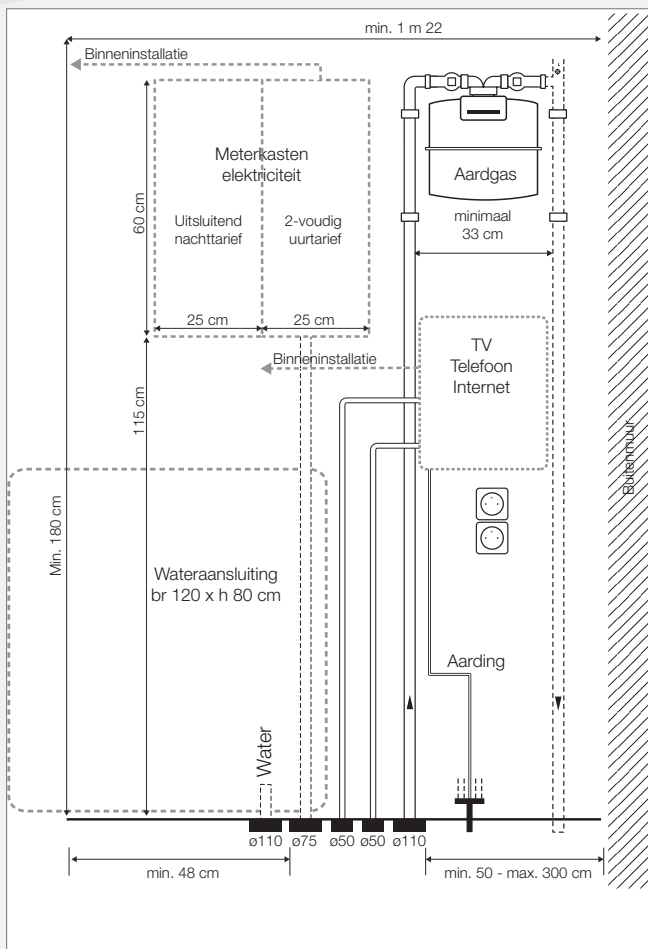 min. 1 m 22
Binneninstallatie
Meterkasten
elektriciteit
Uitsluitend
nachttarief
2-voudig
uurtarief
60 cm
25 cm
25 cm
Aardgas
minimaal
33 cm
TV
Telefoon
Internet
Binneninstallatie
115 cm
Min. 180 cm
Buitenmuur
Wateraansluiting
br 120 x h 80 cm
Aarding
Water
ø110
ø75
ø50
ø50
ø110
min. 48 cm
min. 50 - max. 300 cm